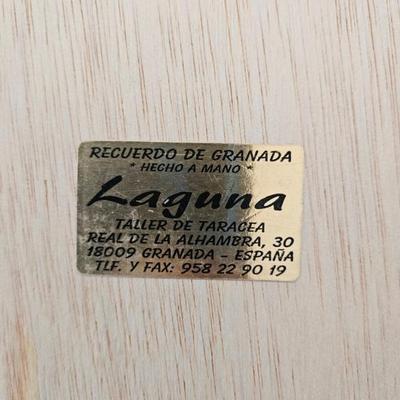 RECUERDO DE GRANADA
* HECHO A MANO *
Laguna
TALLER DE TARACEA
REAL DE LA ALHAMBRA, 30
18009 GRANADA - ESPAÑA
TLF. Y FAX: 958 22 90 19